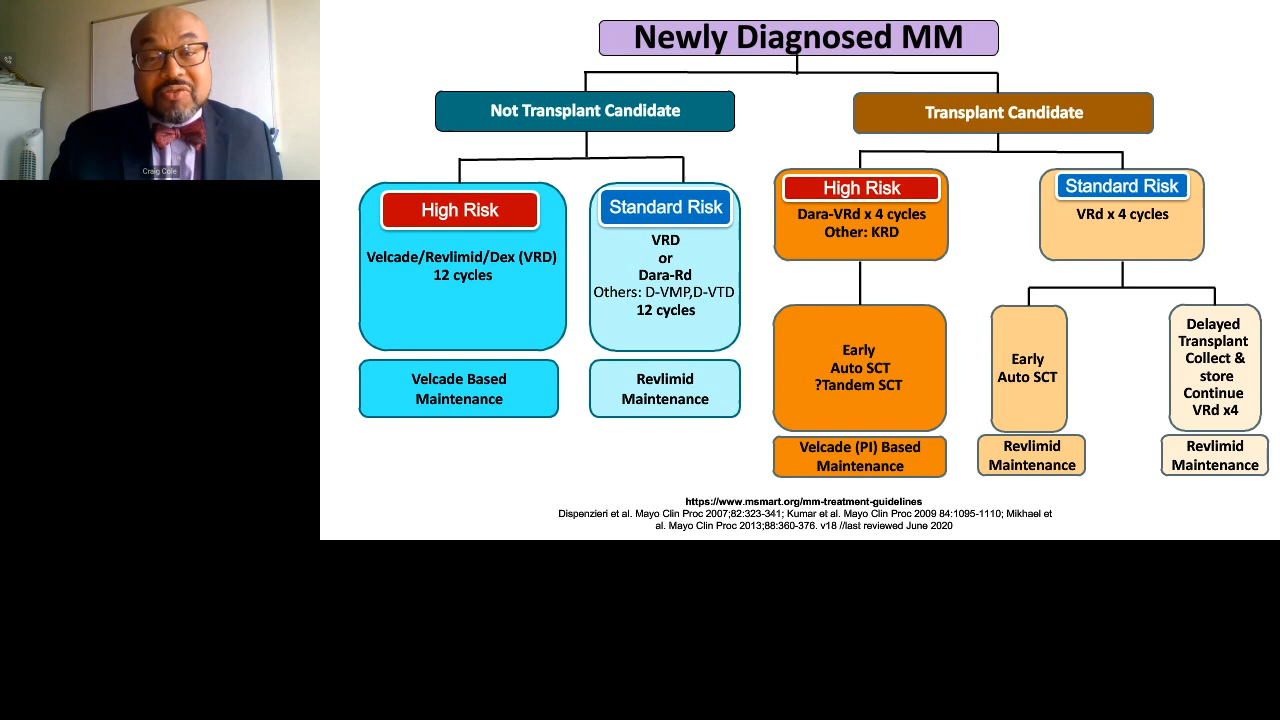 Craig Cole
Newly Diagnosed MM
Not Transplant Candidate
Transplant Candidate
High Risk
Velcade/Revlimid/Dex (VRD)
12 cycles
Velcade Based
Maintenance
Standard Risk
VRD
or
Dara-Rd
Others: D-VMP,D-VTD
12 cycles
Revlimid
Maintenance
High Risk
Dara-VRd x 4 cycles
Other: KRD
Early
Auto SCT
?Tandem SCT
Velcade (PI) Based
Maintenance
Standard Risk
VRd x 4 cycles
Early
Auto SCT
Revlimid
Maintenance
Delayed
Transplant
Collect &
store
Continue
VRd x4
Revlimid
Maintenance
https://www.msmart.org/mm-treatment-guidelines
Dispenzieri et al. Mayo Clin Proc 2007;82:323-341; Kumar et al. Mayo Clin Proc 2009 84:1095-1110; Mikhael et
al. Mayo Clin Proc 2013;88:360-376. v18 //last reviewed June 2020